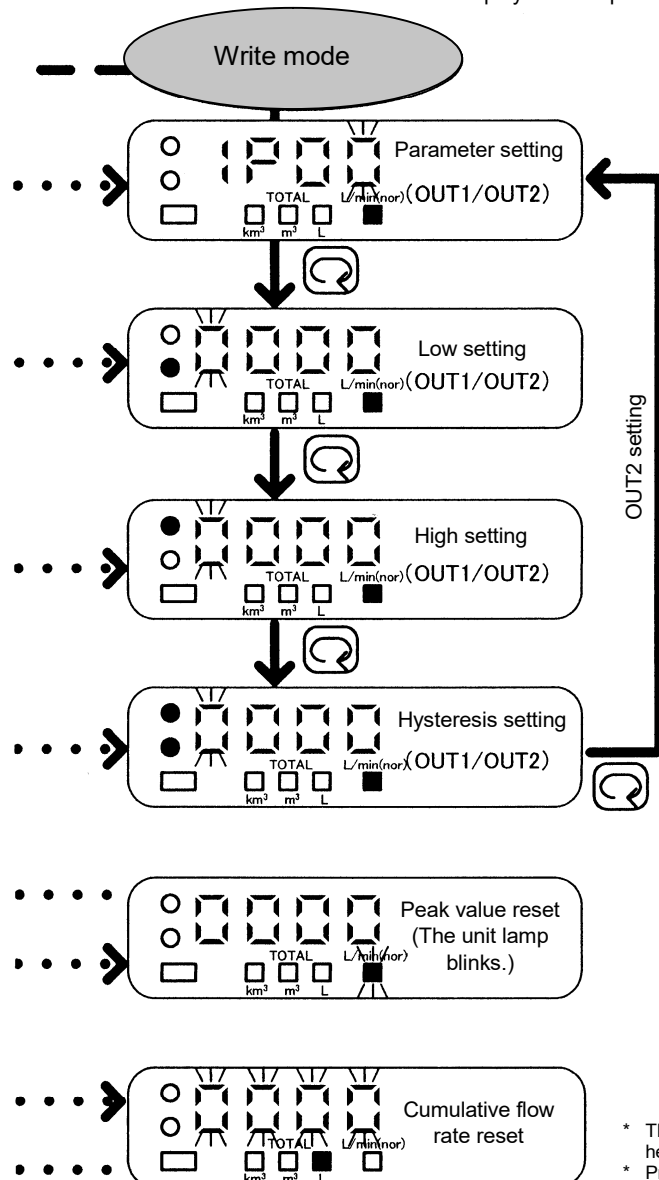 Write mode
1P00
Parameter setting
TOTAL
L/min(nor)
(OUT1/OUT2)
km³ m³ L
0000
Low setting
TOTAL
L/min(nor)
(OUT1/OUT2)
km³ m³ L
0000
High setting
TOTAL
L/min(nor)
(OUT1/OUT2)
km³ m³ L
0000
Hysteresis setting
TOTAL
L/min(nor)
(OUT1/OUT2)
km³ m³ L
OUT2 setting
0000
Peak value reset
(The unit lamp
blinks.)
TOTAL
L/min(nor)
km³ m³ L
0000
Cumulative flow
rate reset
TOTAL
L/min(nor)
km³ m³ L
*
*